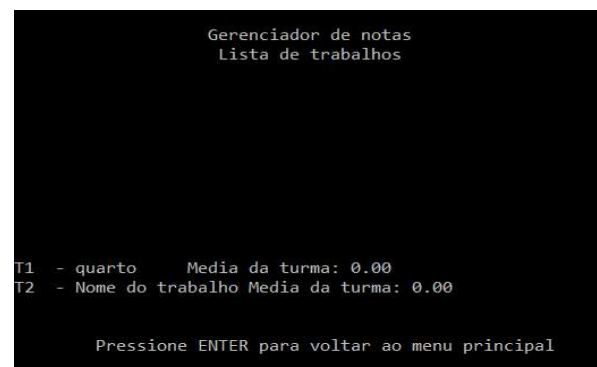 Gerenciador de notas
Lista de trabalhos
T1 - quarto Media da turma: 0.00
T2 - Nome do trabalho Media da turma: 0.00
Pressione ENTER para voltar ao menu principal